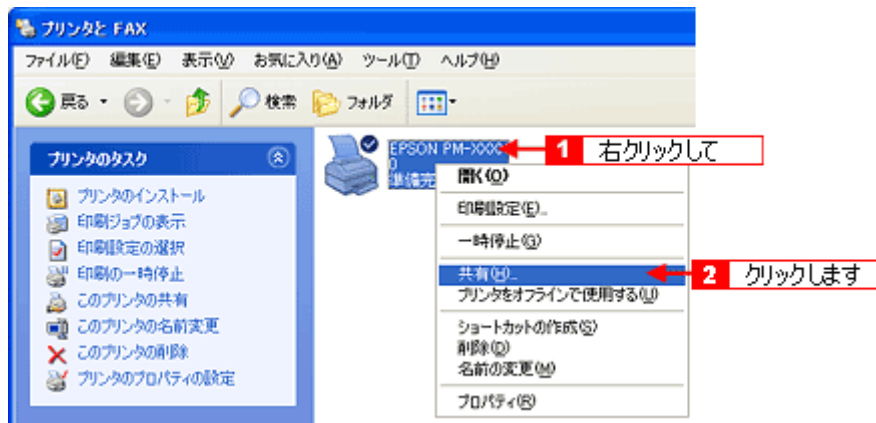 プリンタと FAX
ファイル(F) 編集(E) 表示(V) お気に入り(A) ツール(T) ヘルプ(H)
戻る 検索 フォルダ
プリンタのタスク
プリンタのインストール
印刷ジョブの表示
印刷設定の選択
印刷の一時停止
このプリンタの共有
このプリンタの名前変更
このプリンタの削除
プリンタのプロパティの設定
EPSON PM-XXXX
0
準備完
1 右クリックして
開く(O)
印刷設定(E)...
一時停止(G)
共有(H)...
2 クリックします
プリンタをオフラインで使用する(U)
ショートカットの作成(S)
削除(D)
名前の変更(M)
プロパティ(R)